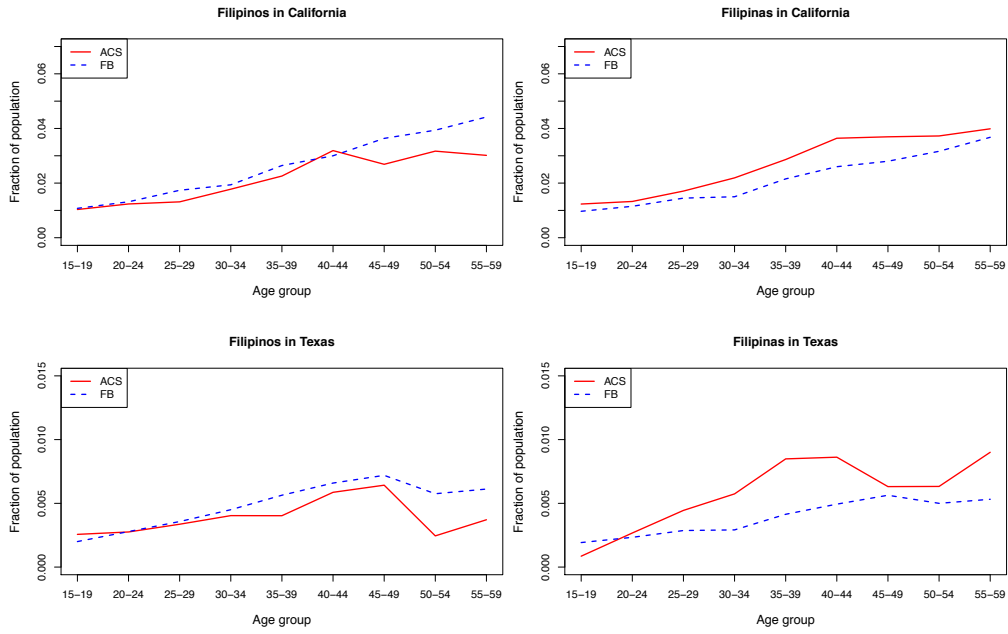 Filipinos in California
ACS
FB
Fraction of population
0.00 0.02 0.04 0.06
15–19 20–24 25–29 30–34 35–39 40–44 45–49 50–54 55–59
Age group
Filipinas in California
ACS
FB
Fraction of population
0.00 0.02 0.04 0.06
15–19 20–24 25–29 30–34 35–39 40–44 45–49 50–54 55–59
Age group
Filipinos in Texas
ACS
FB
Fraction of population
0.000 0.005 0.010 0.015
15–19 20–24 25–29 30–34 35–39 40–44 45–49 50–54 55–59
Age group
Filipinas in Texas
ACS
FB
Fraction of population
0.000 0.005 0.010 0.015
15–19 20–24 25–29 30–34 35–39 40–44 45–49 50–54 55–59
Age group